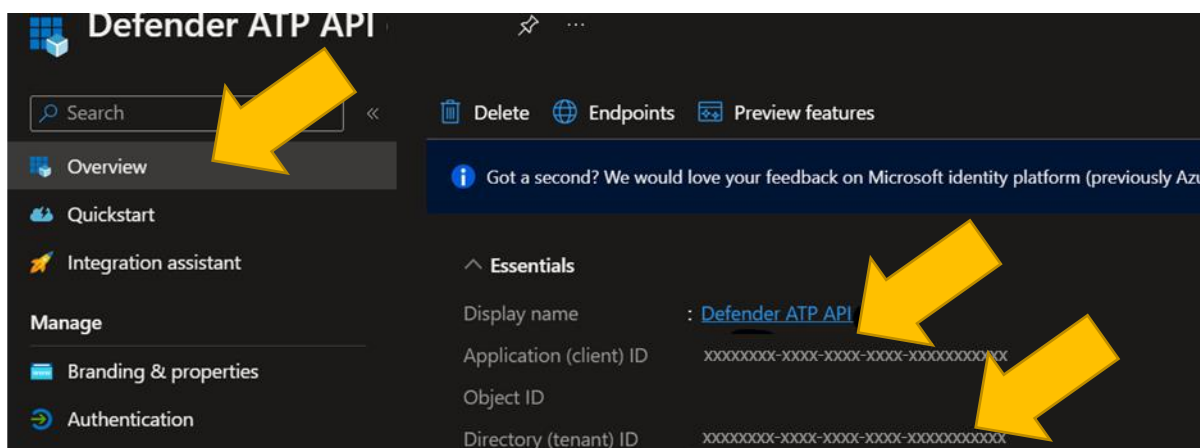 Defender ATP API
Search
Delete
Endpoints
Preview features
Overview
Got a second? We would love your feedback on Microsoft identity platform (previously Azu
Quickstart
Integration assistant
Essentials
Display name : Defender ATP API
Manage
Application (client) ID xxxxxxxx-xxxx-xxxx-xxxx-xxxxxxxxxxx
Branding & properties
Object ID
Authentication
Directory (tenant) ID xxxxxxxx-xxxx-xxxx-xxxx-xxxxxxxxxxx